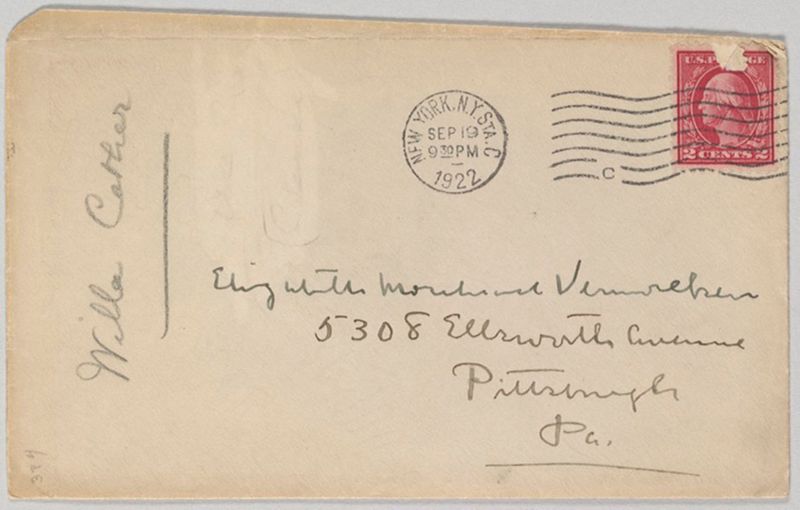 Willa Cather
NEW YORK, N.Y. STA. C
SEP 19
9 30 PM
1922
C
U.S. POSTAGE
2 CENTS 2
Elizabeth Moorhead Vermorcken
5308 Ellsworth Avenue
Pittsburgh
Pa.